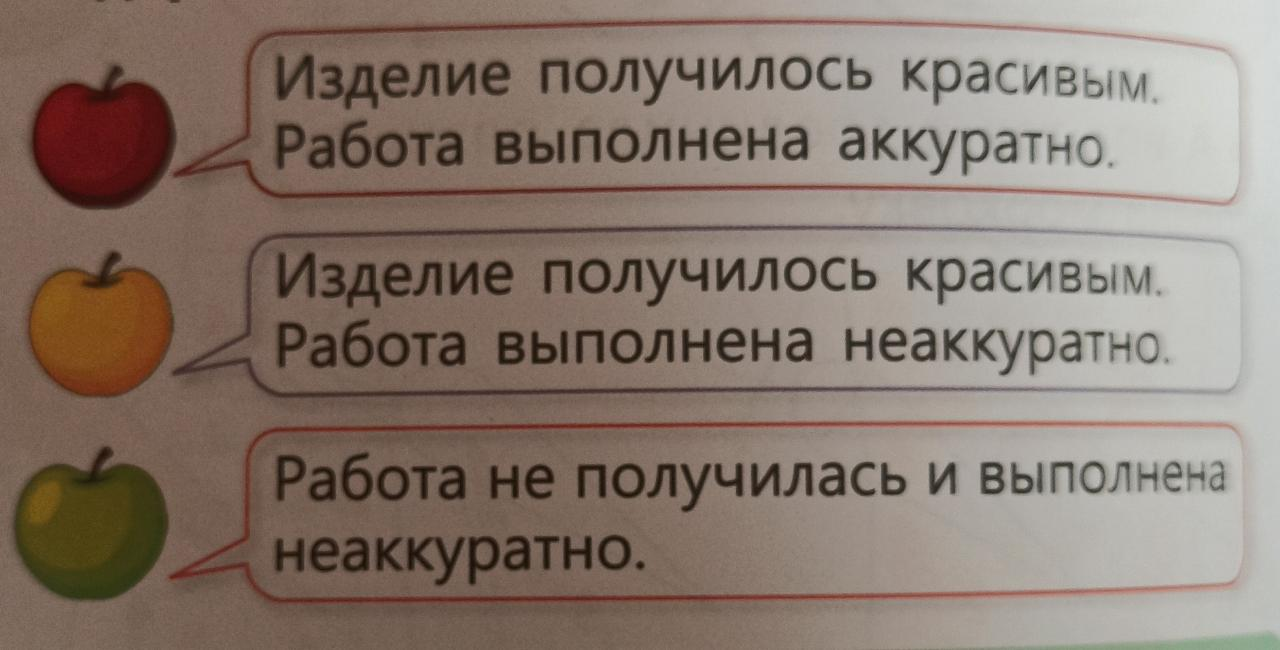 Изделие получилось красивым.
Работа выполнена аккуратно.
Изделие получилось красивым.
Работа выполнена неаккуратно.
Работа не получилась и выполнена
неаккуратно.